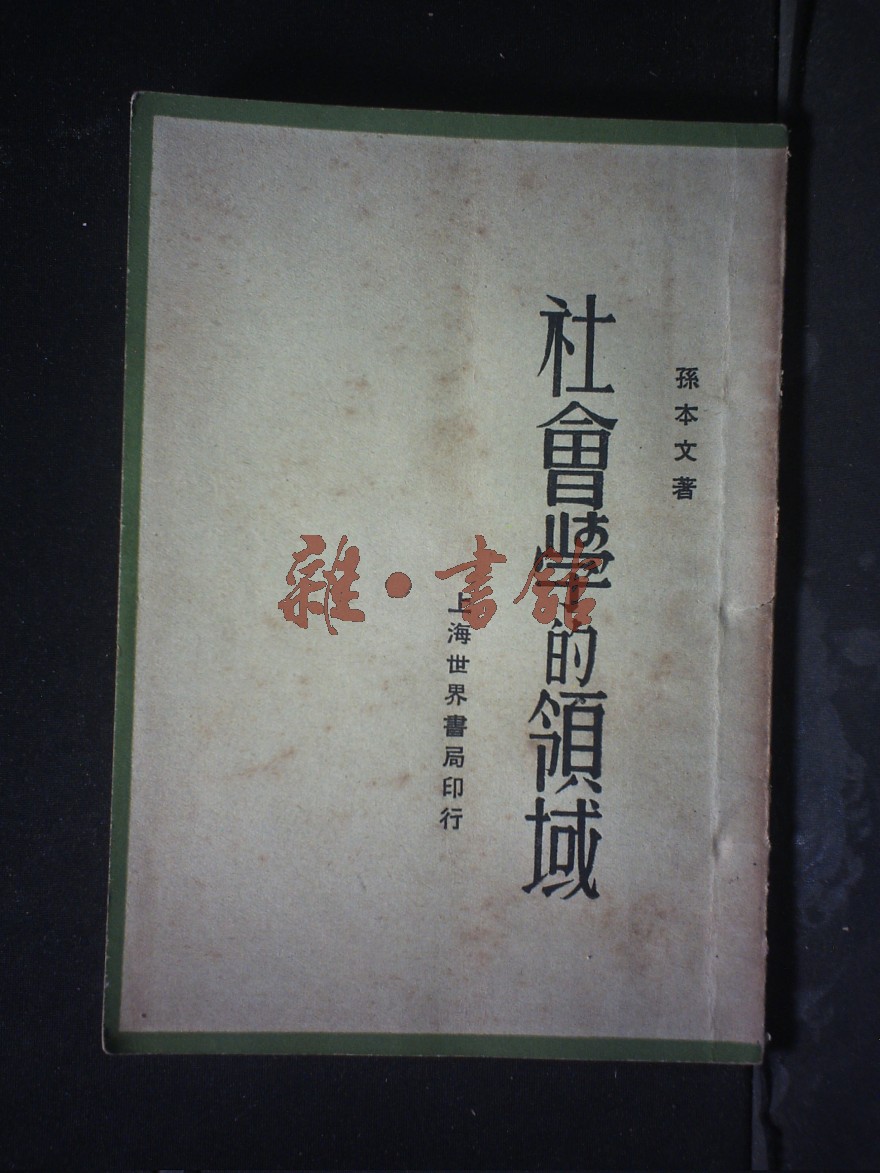 孫本文著
社會學的領域
上海世界書局印行
雜·書館